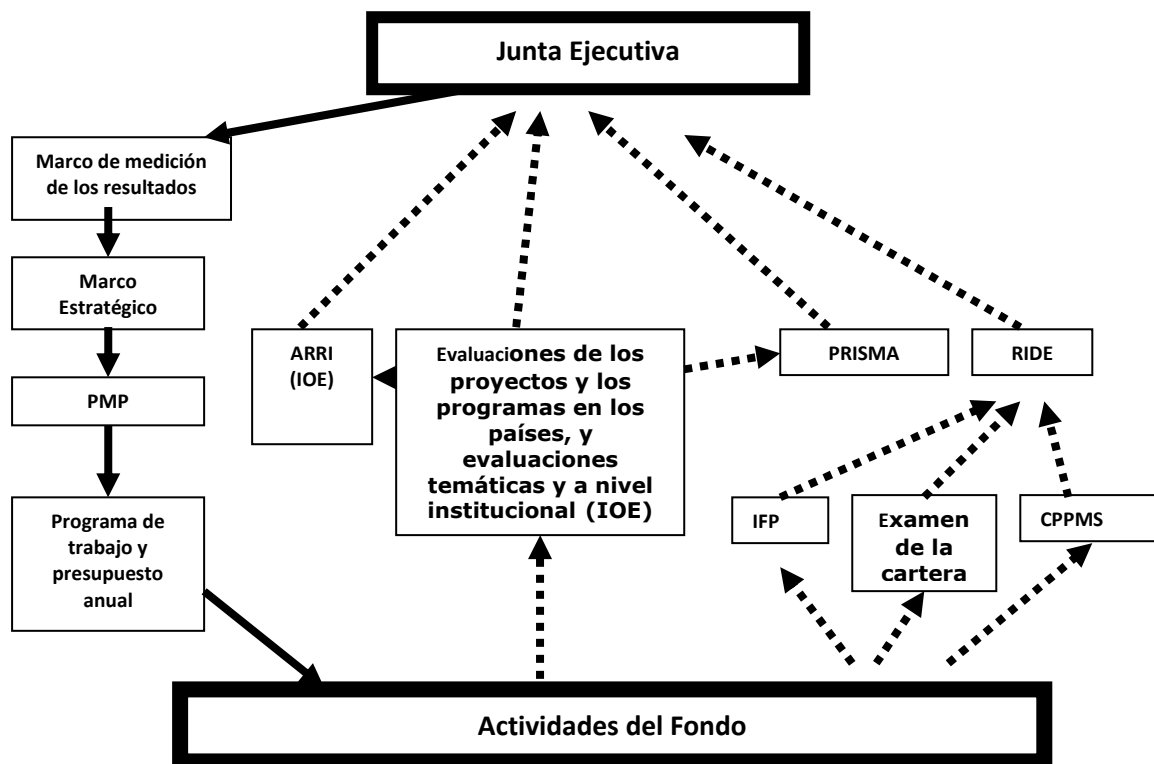 Junta Ejecutiva
Marco de medición
de los resultados
Marco
Estratégico
PMP
Programa de
trabajo y
presupuesto
anual
ARRI
(IOE)
Evaluaciones de los
proyectos y los
programas en los
países, y
evaluaciones
temáticas y a nivel
institucional (IOE)
PRISMA
RIDE
IFP
Examen
de la
cartera
CPPMS
Actividades del Fondo